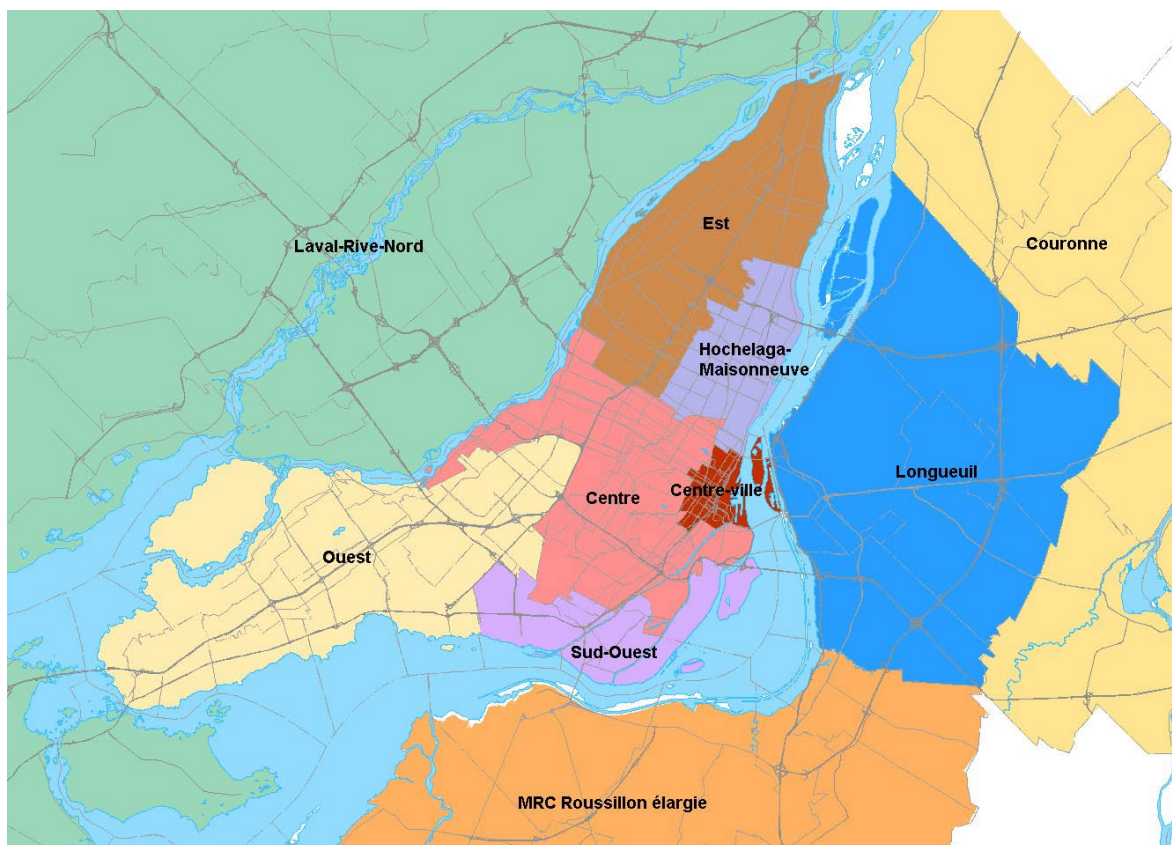 Est
Couronne
Laval-Rive-Nord
Hochelaga-
Maisonneuve
Longueuil
Centre-ville
Centre
Ouest
Sud-Ouest
MRC Roussillon élargie